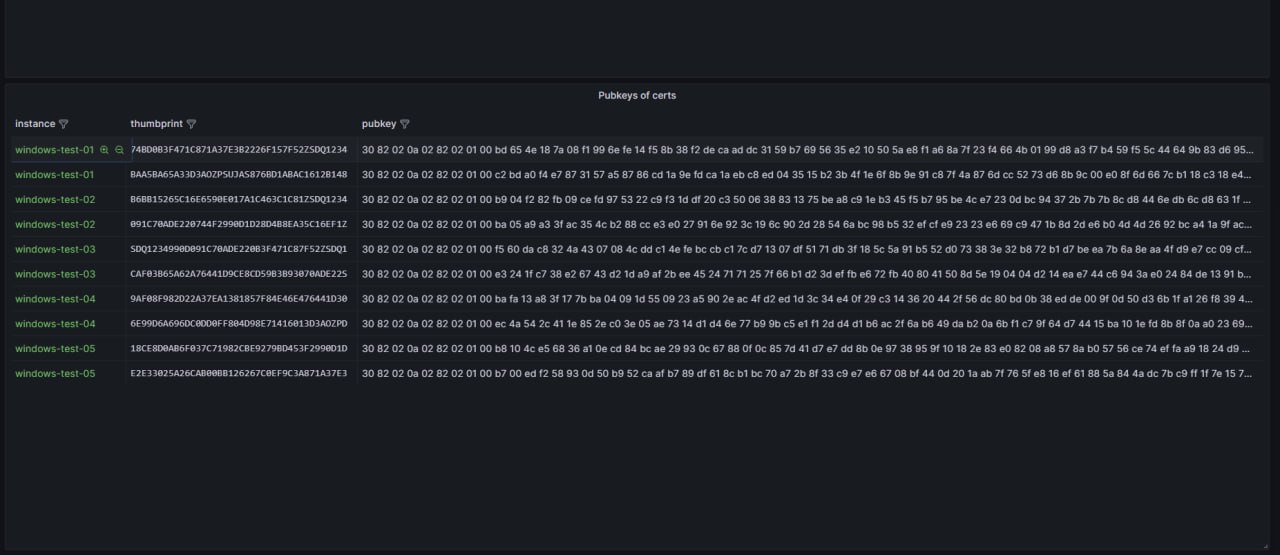 Pubkeys of certs
instance thumbprint pubkey
windows-test-01 74BD0B3F471C871A37E3B2226F157F52ZSDQ1234 30 82 02 0a 02 82 02 01 00 bd 65 4e 18 7a 08 f1 99 6e fe 14 f5 8b 38 f2 de ca ad dc 31 59 b7 69 56 35 e2 10 50 5a e8 f1 a6 8a 7f 23 f4 66 4b 01 99 d8 a3 f7 b4 59 f5 5c 44 64 9b 83 d6 95...
windows-test-01 BAA5BA65A33D3AOZPSUJAS876BD1ABAC1612B148 30 82 02 0a 02 82 02 01 00 c2 bd a0 f4 e7 87 31 57 a5 87 86 cd 1a 9e fd ca 1a eb c8 ed 04 35 15 b2 3b 4f 1e 6f 8b 9e 91 c8 7f 4a 87 6d cc 52 73 d6 8b 9c 00 e0 8f 6d 66 7c b1 18 c3 18 e4...
windows-test-02 B6BB15265C16E6590E017A1C463C1C81ZSDQ1234 30 82 02 0a 02 82 02 01 00 b9 04 f2 82 fb 09 ce fd 97 53 22 c9 f3 1d df 20 c3 50 06 38 83 13 75 be a8 c9 1e b3 45 f5 b7 95 be 4c e7 23 0d bc 94 37 2b 7b 7b 8c d8 44 6e db 6c d8 63 1f ...
windows-test-02 091C70ADE220744F2990D1D28D4B8EA35C16EF1Z 30 82 02 0a 02 82 02 01 00 ba 05 a9 a3 3f ac 35 4c b2 88 cc e3 e0 27 91 6e 92 3c 19 6c 90 2d 28 54 6a bc 98 b5 32 ef cf e9 23 23 e6 69 c9 47 1b 8d 2d e6 b0 4d 4d 26 92 bc a4 1a 9f ac...
windows-test-03 SDQ1234990D091C70ADE220B3F471C87F52ZSDQ1 30 82 02 0a 02 82 02 01 00 f5 60 da c8 32 4a 43 07 08 4c dd c1 4e fe bc cb c1 7c d7 13 07 df 51 71 db 3f 18 5c 5a 91 b5 52 d0 73 38 3e 32 b8 72 b1 d7 be ea 7b 6a 8e aa 4f d9 e7 cc 09 cf...
windows-test-03 CAF03B65A62A76441D9CE8CD59B3B93070ADE22S 30 82 02 0a 02 82 02 01 00 e3 24 1f c7 38 e2 67 43 d2 1d a9 af 2b ee 45 24 71 71 25 7f 66 b1 d2 3d ef fb e6 72 fb 40 80 41 50 8d 5e 19 04 04 d2 14 ea e7 44 c6 94 3a e0 24 84 de 13 91 b...
windows-test-04 9AF08F982D22A37EA1381857F84E46E476441D30 30 82 02 0a 02 82 02 01 00 ba fa 13 a8 3f 17 7b ba 04 09 1d 55 09 23 a5 90 2e ac 4f d2 ed 1d 3c 34 e4 0f 29 c3 14 36 20 44 2f 56 dc 80 bd 0b 38 ed de 00 9f 0d 50 d3 6b 1f a1 26 f8 39 4...
windows-test-04 6E99D6A696DC0DD0FF804D98E71416013D3AOZPD 30 82 02 0a 02 82 02 01 00 ec 4a 54 2c 41 1e 85 2e c0 3e 05 ae 73 14 d1 d4 6e 77 b9 9b c5 e1 f1 2d d4 d1 b6 ac 2f 6a b6 49 da b2 0a 6b f1 c7 9f 64 d7 44 15 ba 10 1e fd 8b 8f 0a a0 23 69...
windows-test-05 18CE8D0AB6F037C71982CBE9279BD453F2990D1D 30 82 02 0a 02 82 02 01 00 b8 10 4c e5 68 36 a1 0e cd 84 bc ae 29 93 0c 67 88 0f 0c 85 7d 41 d7 e7 dd 8b 0e 97 38 95 9f 10 18 2e 83 e0 82 08 a8 57 8a b0 57 56 ce 74 ef fa a9 18 24 d9 ...
windows-test-05 E2E33025A26CAB00BB126267C0EF9C3A871A37E3 30 82 02 0a 02 82 02 01 00 b7 00 ed f2 58 93 0d 50 b9 52 ca af b7 89 df 61 8c b1 bc 70 a7 2b 8f 33 c9 e7 e6 67 08 bf 44 0d 20 1a ab 7f 76 5f e8 16 ef 61 88 5a 84 4a dc 7b c9 ff 1f 7e 15 7...